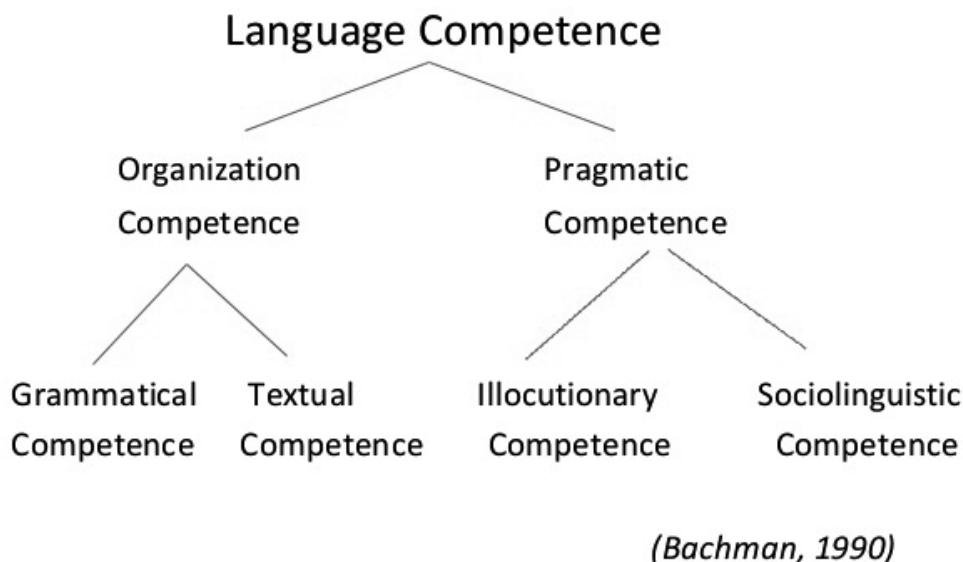 Language Competence
Organization
Competence
Pragmatic
Competence
Grammatical
Competence
Textual
Competence
Illocutionary
Competence
Sociolinguistic
Competence
(Bachman, 1990)